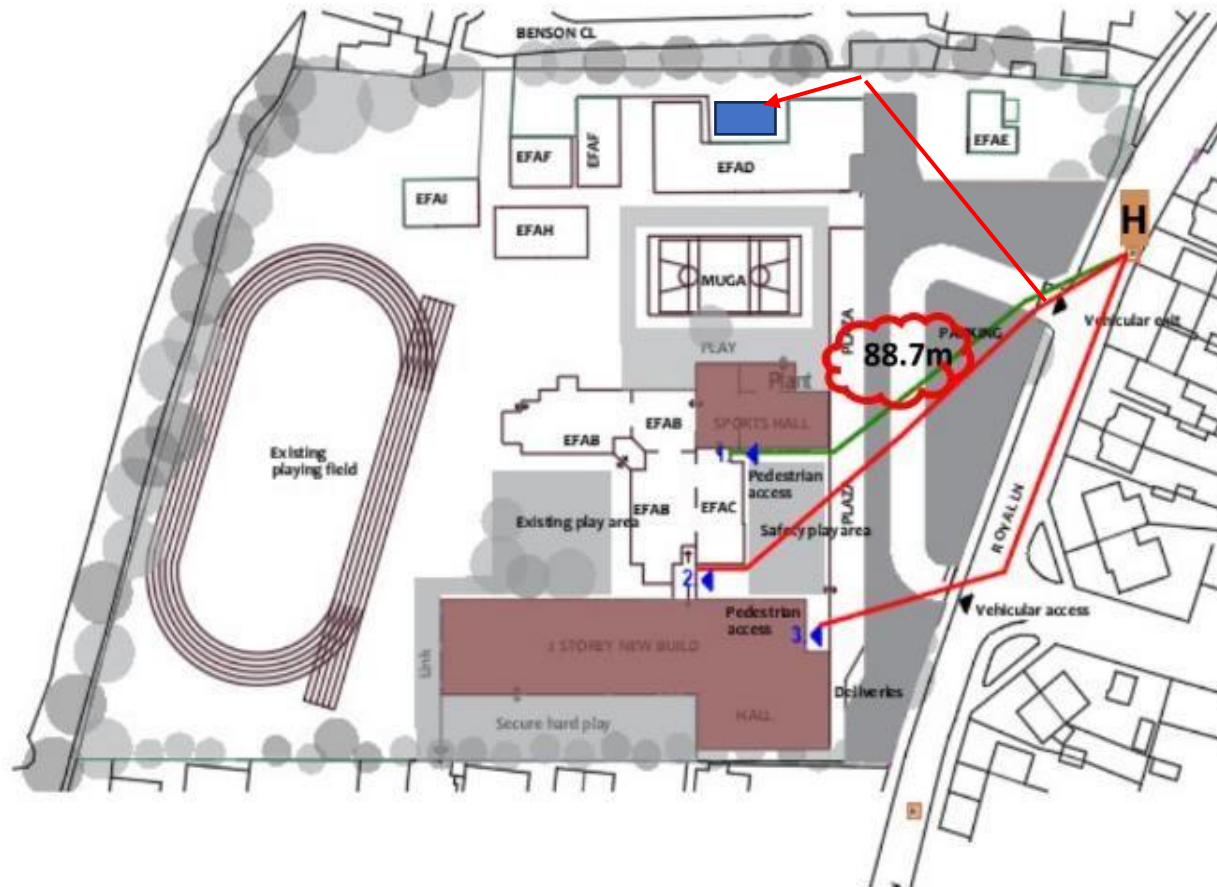 BENSON CL
EFAF
EFAF
EFAD
EFAE
EFAI
EFAH
H
MUGA
PLAZA
PARKING
Vehicular exit
88.7m
PLAY
Plant
SPORTS HALL
EFAB
EFAB
Existing
playing field
1
Pedestrian
access
EFAB
EFAC
Existing play area
Safety play area
PLAZA
ROYAL LN
2
Pedestrian
access
Vehicular access
3
STOREY NEW BUILD
Link
Deliveries
HALL
Secure hard play